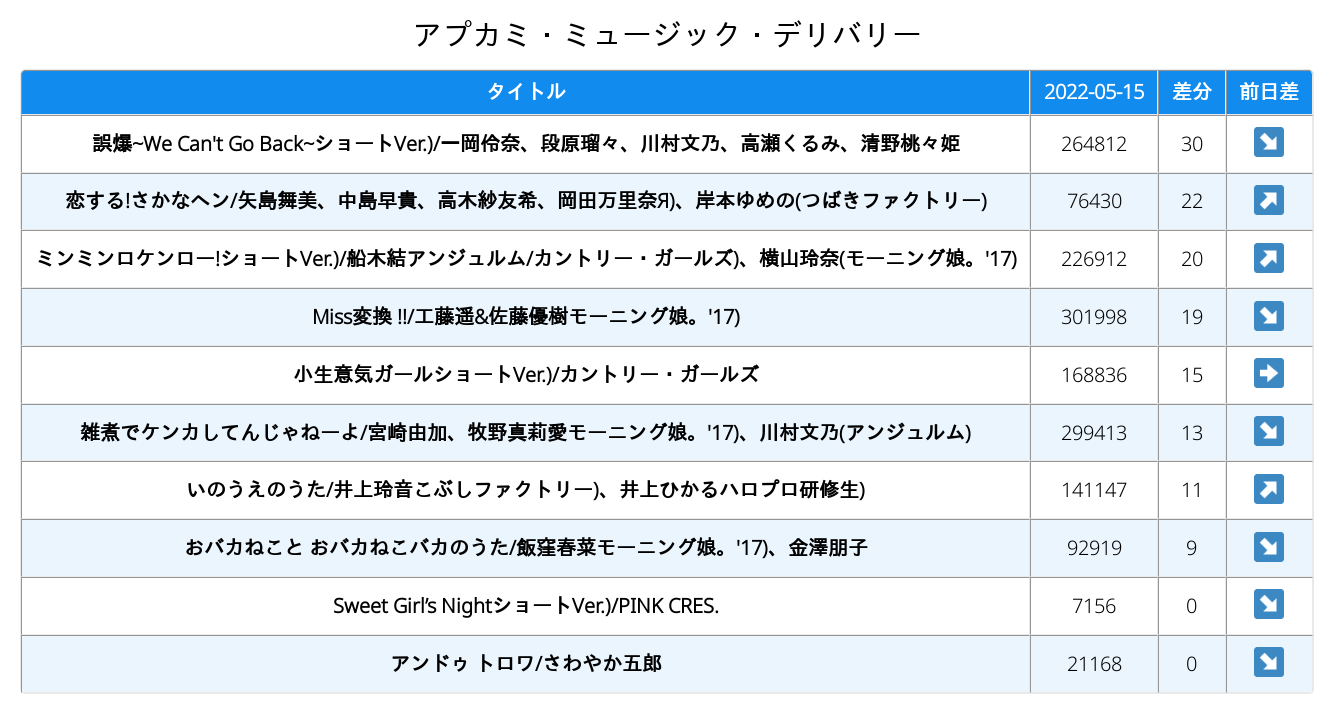 アプカミ・ミュージック・デリバリー
タイトル 2022-05-15 差分 前日差
誤爆~We Can't Go Back~ショートVer.)/一岡伶奈、段原瑠々、川村文乃、高瀬くるみ、清野桃々姫 264812 30
恋する!さかなヘン/矢島舞美、中島早貴、高木紗友希、岡田万里奈Я)、岸本ゆめの(つばきファクトリー) 76430 22
ミンミンロケンロー!ショートVer.)/船木結アンジュルム/カントリー・ガールズ)、横山玲奈(モーニング娘。'17) 226912 20
Miss変換 !!/工藤遥&佐藤優樹モーニング娘。'17) 301998 19
小生意気ガールショートVer.)/カントリー・ガールズ 168836 15
雑煮でケンカしてんじゃねーよ/宮崎由加、牧野真莉愛モーニング娘。'17)、川村文乃(アンジュルム) 299413 13
いのうえのうた/井上玲音こぶしファクトリー)、井上ひかるハロプロ研修生) 141147 11
おバカねこと おバカねこバカのうた/飯窪春菜モーニング娘。'17)、金澤朋子 92919 9
Sweet Girl’s NightショートVer.)/PINK CRES. 7156 0
アンドゥ トロワ/さわやか五郎 21168 0